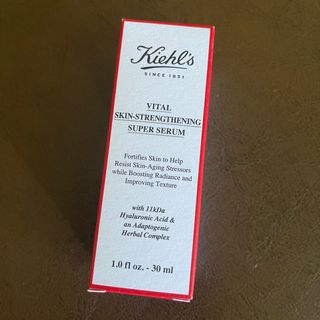 Kiehl's
SINCE 1851
VITAL
SKIN-STRENGTHENING
SUPER SERUM
Fortifies Skin to Help
Resist Skin-Aging Stressors
while Boosting Radiance and
Improving Texture
with 11kDa
Hyaluronic Acid &
an Adaptogenic
Herbal Complex
1.0 fl oz. - 30 ml